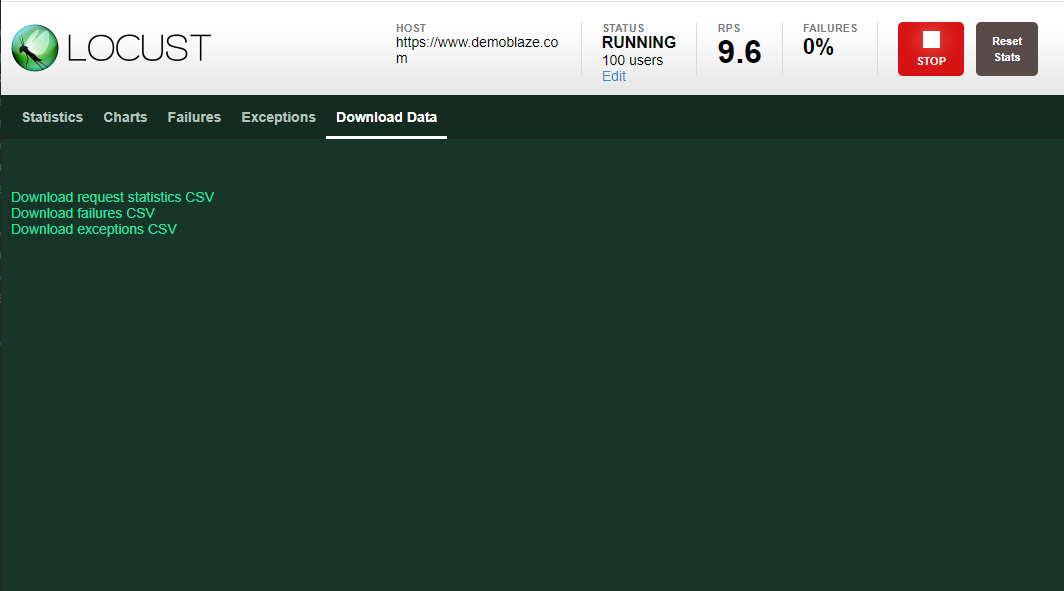 LOCUST
HOST
https://www.demoblaze.co
m
STATUS
RUNNING
100 users
Edit
RPS
9.6
FAILURES
0%
STOP
Reset
Stats
Statistics Charts Failures Exceptions Download Data
Download request statistics CSV
Download failures CSV
Download exceptions CSV